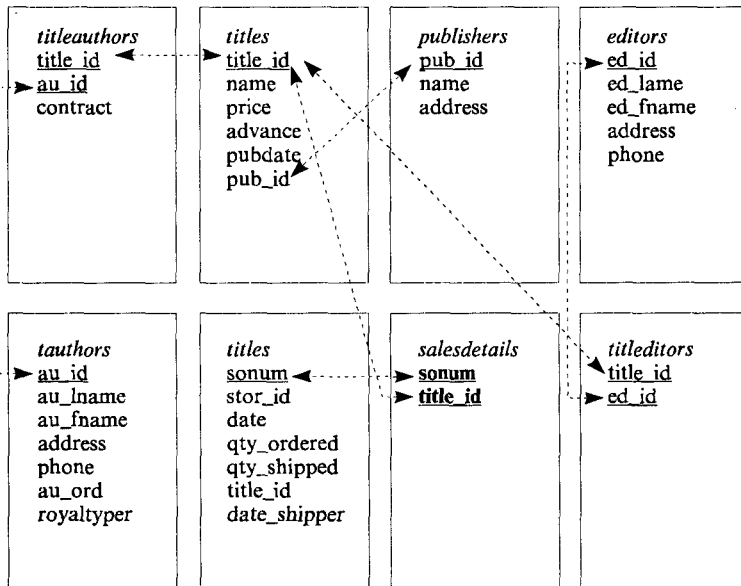 titleauthors
title_id
au_id
contract
titles
title_id
name
price
advance
pubdate
pub_id
publishers
pub_id
name
address
editors
ed_id
ed_lame
ed_fname
address
phone
tauthors
au_id
au_lname
au_fname
address
phone
au_ord
royaltyper
titles
sonum
stor_id
date
qty_ordered
qty_shipped
title_id
date_shipper
salesdetails
sonum
title_id
titleditors
title_id
ed_id